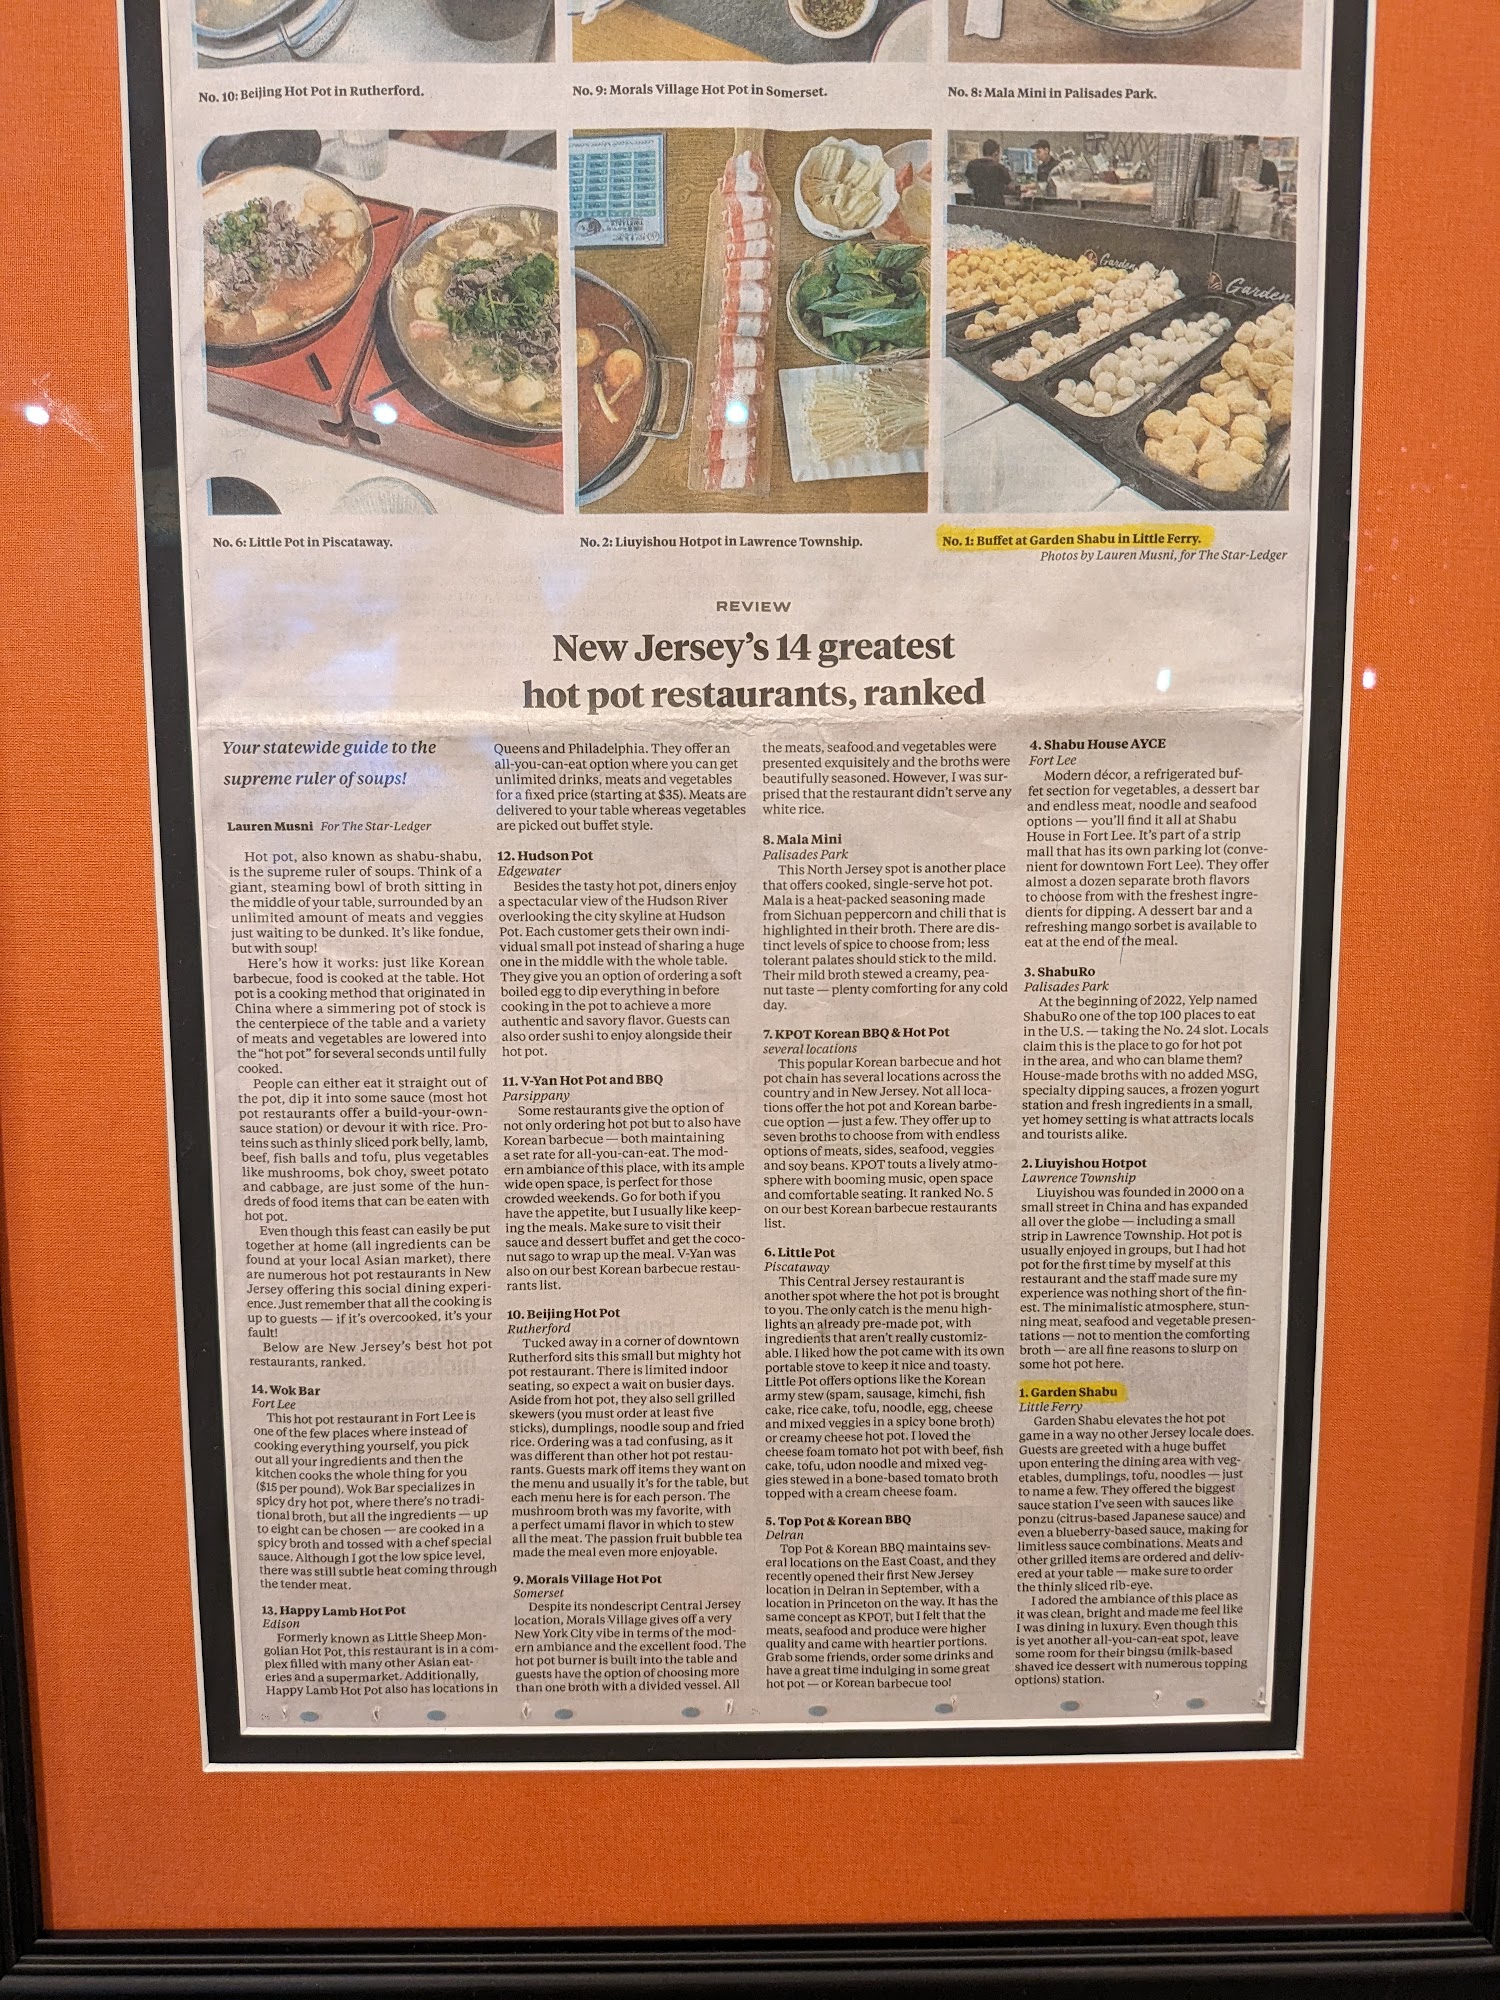 No. 10: Beijing Hot Pot in Rutherford.
No. 9: Morals Village Hot Pot in Somerset.
No. 8: Mala Mini in Palisades Park.
Garden
Garden
No. 6: Little Pot in Piscataway.
No. 2: Liuyishou Hotpot in Lawrence Township.
No. 1: Buffet at Garden Shabu in Little Ferry.
Photos by Lauren Musni, for The Star-Ledger
REVIEW
New Jersey's 14 greatest
hot pot restaurants, ranked
Your statewide guide to the
supreme ruler of soups!
Lauren Musni For The Star-Ledger
Hot pot, also known as shabu-shabu,
is the supreme ruler of soups. Think of a
giant, steaming bowl of broth sitting in
the middle of your table, surrounded by an
unlimited amount of meats and veggies
just waiting to be dunked. It's like fondue,
but with soup!
Here's how it works: just like Korean
barbecue, food is cooked at the table. Hot
pot is a cooking method that originated in
China where a simmering pot of stock is
the centerpiece of the table and a variety
of meats and vegetables are lowered into
the "hot pot" for several seconds until fully
cooked.
People can either eat it straight out of
the pot, dip it into some sauce (most hot
pot restaurants offer a build-your-own-
sauce station) or devour it with rice. Pro-
teins such as thinly sliced pork belly, lamb,
beef, fish balls and tofu, plus vegetables
like mushrooms, bok choy, sweet potato
and cabbage, are just some of the hun-
dreds of food items that can be eaten with
hot pot.
Even though this feast can easily be put
together at home (all ingredients can be
found at your local Asian market), there
are numerous hot pot restaurants in New
Jersey offering this social dining experi-
ence. Just remember that all the cooking is
up to guests — if it's overcooked, it's your
fault!
Below are New Jersey's best hot pot
restaurants, ranked.
14. Wok Bar
Fort Lee
This hot pot restaurant in Fort Lee is
one of the few places where instead of
cooking everything yourself, you pick
out all your ingredients and then the
kitchen cooks the whole thing for you
($15 per pound). Wok Bar specializes in
spicy dry hot pot, where there's no tradi-
tional broth, but all the ingredients — up
to eight can be chosen — are cooked in a
spicy broth and tossed with a chef special
sauce. Although I got the low spice level,
there was still subtle heat coming through
the tender meat.
13. Happy Lamb Hot Pot
Edison
Formerly known as Little Sheep Mon-
golian Hot Pot, this restaurant is in a com-
plex filled with many other Asian eat-
eries and a supermarket. Additionally,
Happy Lamb Hot Pot also has locations in
Queens and Philadelphia. They offer an
all-you-can-eat option where you can get
unlimited drinks, meats and vegetables
for a fixed price (starting at $35). Meats are
delivered to your table whereas vegetables
are picked out buffet style.
12. Hudson Pot
Edgewater
Besides the tasty hot pot, diners enjoy
a spectacular view of the Hudson River
overlooking the city skyline at Hudson
Pot. Each customer gets their own indi-
vidual small pot instead of sharing a huge
one in the middle with the whole table.
They give you an option of ordering a soft
boiled egg to dip everything in before
cooking in the pot to achieve a more
authentic and savory flavor. Guests can
also order sushi to enjoy alongside their
hot pot.
11. V-Yan Hot Pot and BBQ
Parsippany
Some restaurants give the option of
not only ordering hot pot but to also have
Korean barbecue — both maintaining
a set rate for all-you-can-eat. The mod-
ern ambiance of this place, with its ample
wide open space, is perfect for those
crowded weekends. Go for both if you
have the appetite, but I usually like keep-
ing the meals. Make sure to visit their
sauce and dessert buffet and get the coco-
nut sago to wrap up the meal. V-Yan was
also on our best Korean barbecue restau-
rants list.
10. Beijing Hot Pot
Rutherford
Tucked away in a corner of downtown
Rutherford sits this small but mighty hot
pot restaurant. There is limited indoor
seating, so expect a wait on busier days.
Aside from hot pot, they also sell grilled
skewers (you must order at least five
sticks), dumplings, noodle soup and fried
rice. Ordering was a tad confusing, as it
was different than other hot pot restau-
rants. Guests mark off items they want on
the menu and usually it's for the table, but
each menu here is for each person. The
mushroom broth was my favorite, with
a perfect umami flavor in which to stew
all the meat. The passion fruit bubble tea
made the meal even more enjoyable.
9. Morals Village Hot Pot
Somerset
Despite its nondescript Central Jersey
location, Morals Village gives off a very
New York City vibe in terms of the mod-
ern ambiance and the excellent food. The
hot pot burner is built into the table and
guests have the option of choosing more
than one broth with a divided vessel. All
the meats, seafood and vegetables were
presented exquisitely and the broths were
beautifully seasoned. However, I was sur-
prised that the restaurant didn't serve any
white rice.
8. Mala Mini
Palisades Park
This North Jersey spot is another place
that offers cooked, single-serve hot pot.
Mala is a heat-packed seasoning made
from Sichuan peppercorn and chili that is
highlighted in their broth. There are dis-
tinct levels of spice to choose from; less
tolerant palates should stick to the mild.
Their mild broth stewed a creamy, pea-
nut taste — plenty comforting for any cold
day.
7. KPOT Korean BBQ & Hot Pot
several locations
This popular Korean barbecue and hot
pot chain has several locations across the
country and in New Jersey. Not all loca-
tions offer the hot pot and Korean barbe-
cue option — just a few. They offer up to
seven broths to choose from with endless
options of meats, sides, seafood, veggies
and soy beans. KPOT touts a lively atmo-
sphere with booming music, open space
and comfortable seating. It ranked No. 5
on our best Korean barbecue restaurants
list.
6. Little Pot
Piscataway
This Central Jersey restaurant is
another spot where the hot pot is brought
to you. The only catch is the menu high-
lights an already pre-made pot, with
ingredients that aren't really customiz-
able. I liked how the pot came with its own
portable stove to keep it nice and toasty.
Little Pot offers options like the Korean
army stew (spam, sausage, kimchi, fish
cake, rice cake, tofu, noodle, egg, cheese
and mixed veggies in a spicy bone broth)
or creamy cheese hot pot. I loved the
cheese foam tomato hot pot with beef, fish
cake, tofu, udon noodle and mixed veg-
gies stewed in a bone-based tomato broth
topped with a cream cheese foam.
5. Top Pot & Korean BBQ
Delran
Top Pot & Korean BBQ maintains sev-
eral locations on the East Coast, and they
recently opened their first New Jersey
location in Delran in September, with a
location in Princeton on the way. It has the
same concept as KPOT, but I felt that the
meats, seafood and produce were higher
quality and came with heartier portions.
Grab some friends, order some drinks and
have a great time indulging in some great
hot pot — or Korean barbecue too!
4. Shabu House AYCE
Fort Lee
Modern décor, a refrigerated buf-
fet section for vegetables, a dessert bar
and endless meat, noodle and seafood
options — you'll find it all at Shabu
House in Fort Lee. It's part of a strip
mall that has its own parking lot (conve-
nient for downtown Fort Lee). They offer
almost a dozen separate broth flavors
to choose from with the freshest ingre-
dients for dipping. A dessert bar and a
refreshing mango sorbet is available to
eat at the end of the meal.
3. ShabuRo
Palisades Park
At the beginning of 2022, Yelp named
ShabuRo one of the top 100 places to eat
in the U.S. — taking the No. 24 slot. Locals
claim this is the place to go for hot pot
in the area, and who can blame them?
House-made broths with no added MSG,
specialty dipping sauces, a frozen yogurt
station and fresh ingredients in a small,
yet homey setting is what attracts locals
and tourists alike.
2. Liuyishou Hotpot
Lawrence Township
Liuyishou was founded in 2000 on a
small street in China and has expanded
all over the globe — including a small
strip in Lawrence Township. Hot pot is
usually enjoyed in groups, but I had hot
pot for the first time by myself at this
restaurant and the staff made sure my
experience was nothing short of the fin-
est. The minimalistic atmosphere, stun-
ning meat, seafood and vegetable presen-
tations — not to mention the comforting
broth — are all fine reasons to slurp on
some hot pot here.
1. Garden Shabu
Little Ferry
Garden Shabu elevates the hot pot
game in a way no other Jersey locale does.
Guests are greeted with a huge buffet
upon entering the dining area with veg-
etables, dumplings, tofu, noodles — just
to name a few. They offered the biggest
sauce station I've seen with sauces like
ponzu (citrus-based Japanese sauce) and
even a blueberry-based sauce, making for
limitless sauce combinations. Meats and
other grilled items are ordered and deliv-
ered at your table — make sure to order
the thinly sliced rib-eye.
I adored the ambiance of this place as
it was clean, bright and made me feel like
I was dining in luxury. Even though this
is yet another all-you-can-eat spot, leave
some room for their bingsu (milk-based
shaved ice dessert with numerous topping
options) station.